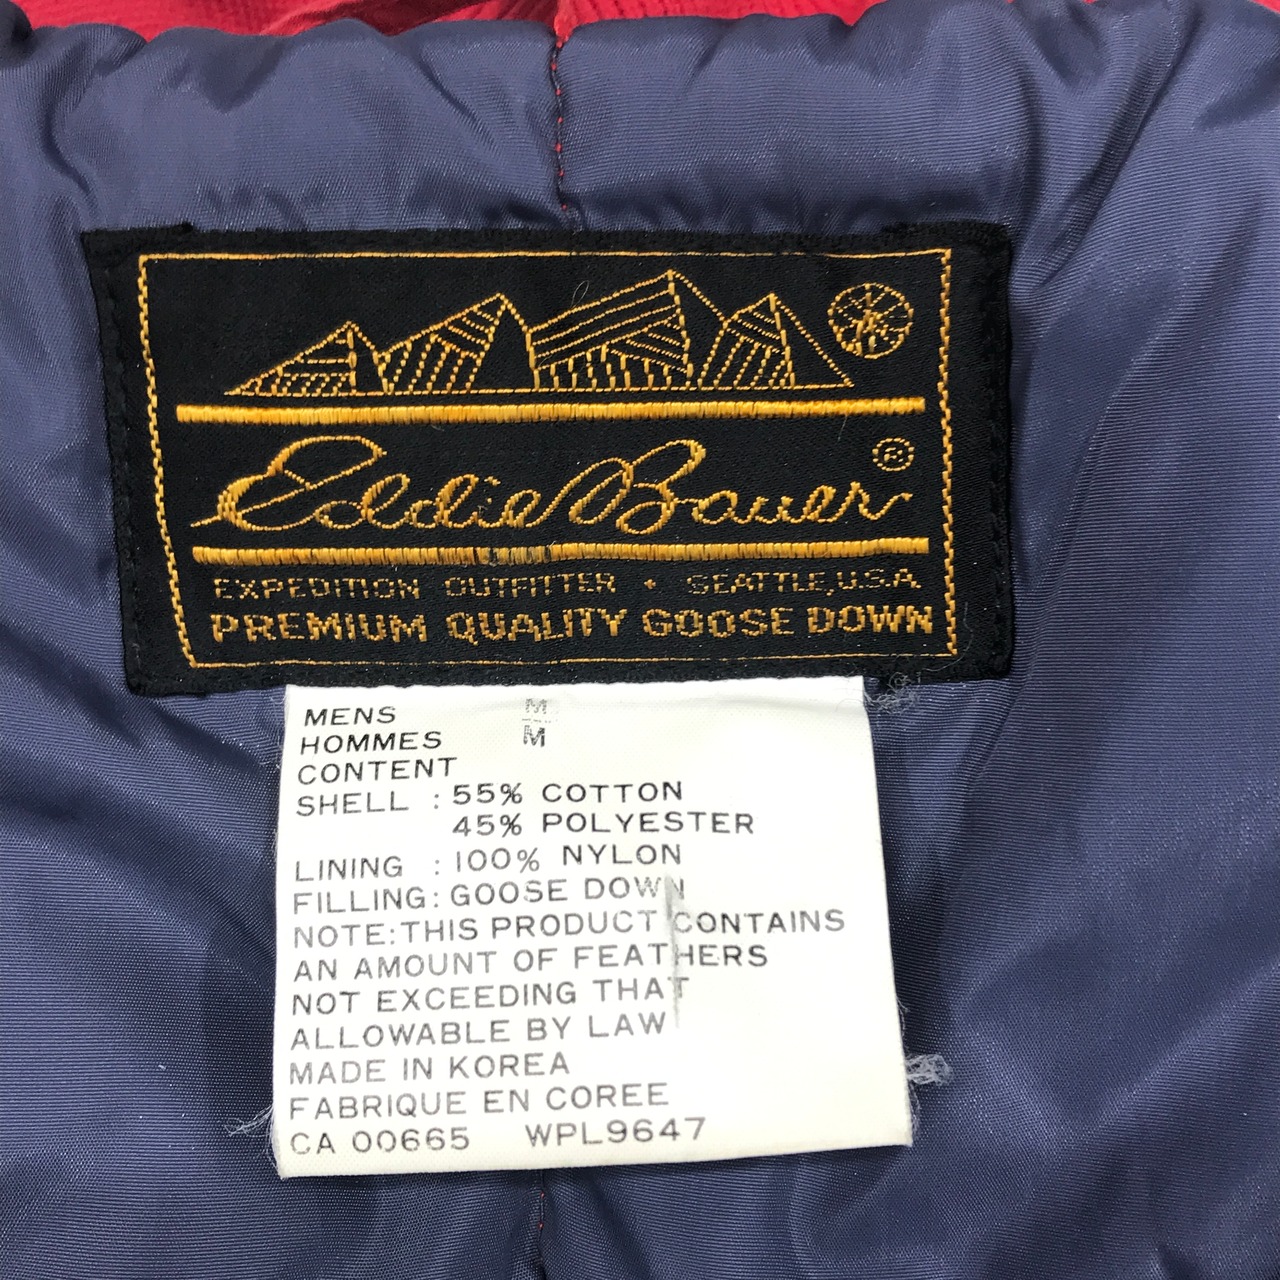 Eddie Bauer ®
EXPEDITION OUTFITTER • SEATTLE, U.S.A.
PREMIUM QUALITY GOOSE DOWN
MENS M
HOMMES M
CONTENT
SHELL : 55% COTTON
45% POLYESTER
LINING : 100% NYLON
FILLING: GOOSE DOWN
NOTE: THIS PRODUCT CONTAINS
AN AMOUNT OF FEATHERS
NOT EXCEEDING THAT
ALLOWABLE BY LAW
MADE IN KOREA
FABRIQUE EN COREE
CA 00665 WPL9647